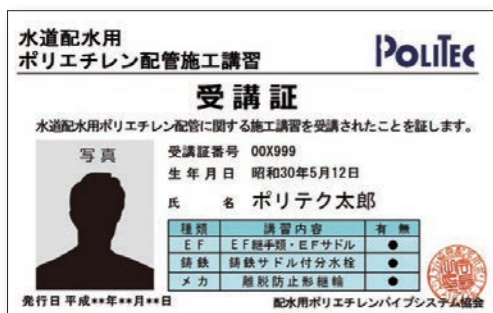 水道配水用
ポリエチレン配管施工講習
POLITEC
受講証
水道配水用ポリエチレン配管に関する施工講習を受講されたことを証します。
写真
受講証番号 00X999
生年月日 昭和30年5月12日
氏名 ポリテク太郎
種類 講習内容 有無
EF EF継手類・EFサドル ●
鋳鉄 鋳鉄サドル付分水栓 ●
メカ 離脱防止形継輪 ●
発行日 平成**年**月**日
配水用ポリエチレンパイプシステム協会